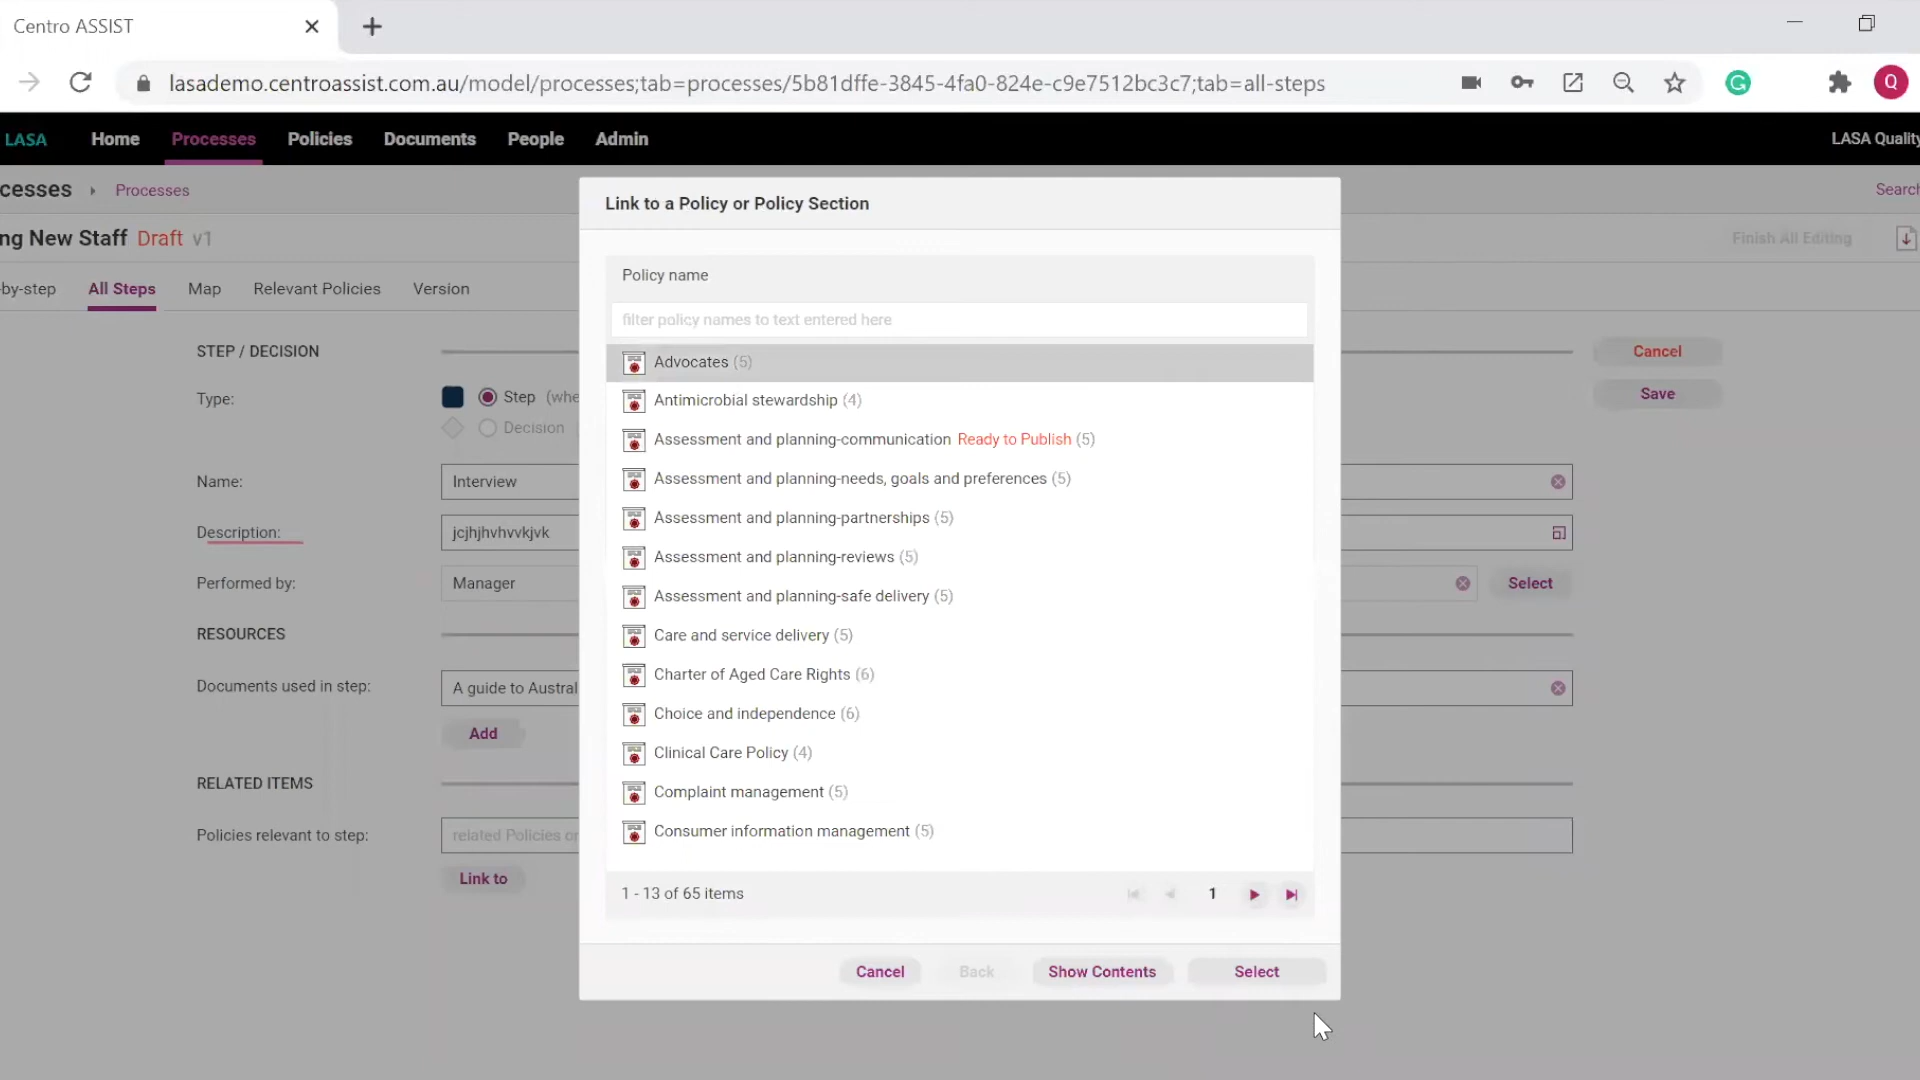 Centro ASSIST
lasademo.centroassist.com.au/model/processes;tab=processes/5b81dffe-3845-4fa0-824e-c9e7512bc3c7;tab=all-steps
G
Q
LASA Home Processes Policies Documents People Admin LASA Quality
cesses Processes Search
ng New Staff Draft v1 Finish All Editing
-by-step All Steps Map Relevant Policies Version
STEP / DECISION
Type: Step (whe
Decision
Name: Interview
Description: jcjhjhvhvvkjvk
Performed by: Manager Select
RESOURCES
Documents used in step: A guide to Austral
Add
RELATED ITEMS
Policies relevant to step: related Policies or
Link to
Cancel
Save
Link to a Policy or Policy Section
Policy name
filter policy names to text entered here
Advocates (5)
Antimicrobial stewardship (4)
Assessment and planning-communication Ready to Publish (5)
Assessment and planning-needs, goals and preferences (5)
Assessment and planning-partnerships (5)
Assessment and planning-reviews (5)
Assessment and planning-safe delivery (5)
Care and service delivery (5)
Charter of Aged Care Rights (6)
Choice and independence (6)
Clinical Care Policy (4)
Complaint management (5)
Consumer information management (5)
1 - 13 of 65 items 1
Cancel Back Show Contents Select